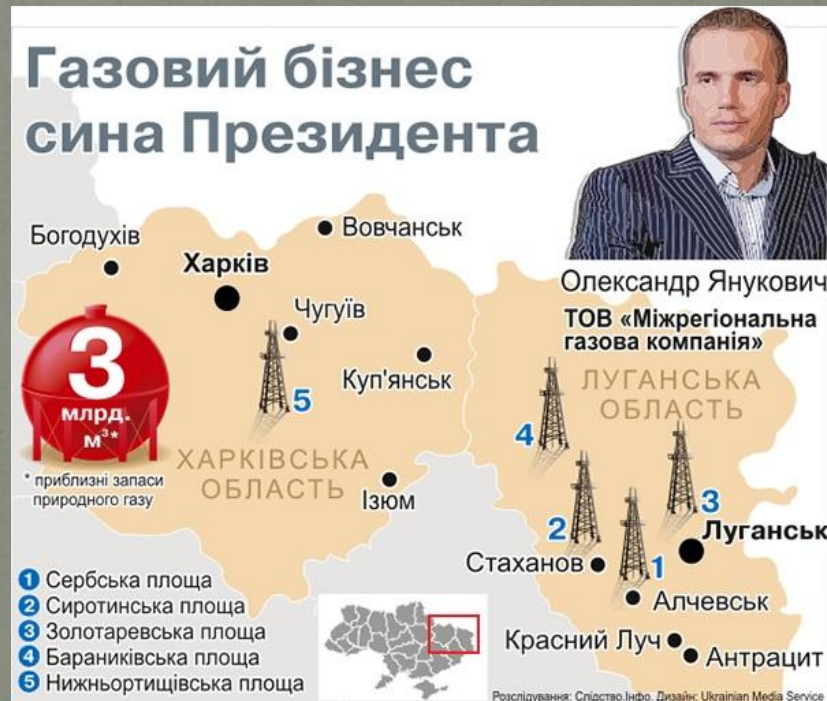 Газовий бізнес
сина Президента
Олександр Янукович
ТОВ «Міжрегіональна
газова компанія»
Богодухів
Вовчанськ
Харків
Чугуїв
Куп'янськ
5
ХАРКІВСЬКА
ОБЛАСТЬ
Ізюм
3
млрд.
м³*
* приблизні запаси
природного газу
ЛУГАНСЬКА
ОБЛАСТЬ
4
3
2
Луганськ
Стаханов
1
Алчевськ
Красний Луч
Антрацит
1 Сербська площа
2 Сиротинська площа
3 Золотаревська площа
4 Бараниківська площа
5 Нижньортищівська площа
Розслідування: Слідство.Інфо. Дизайн: Ukrainian Media Service